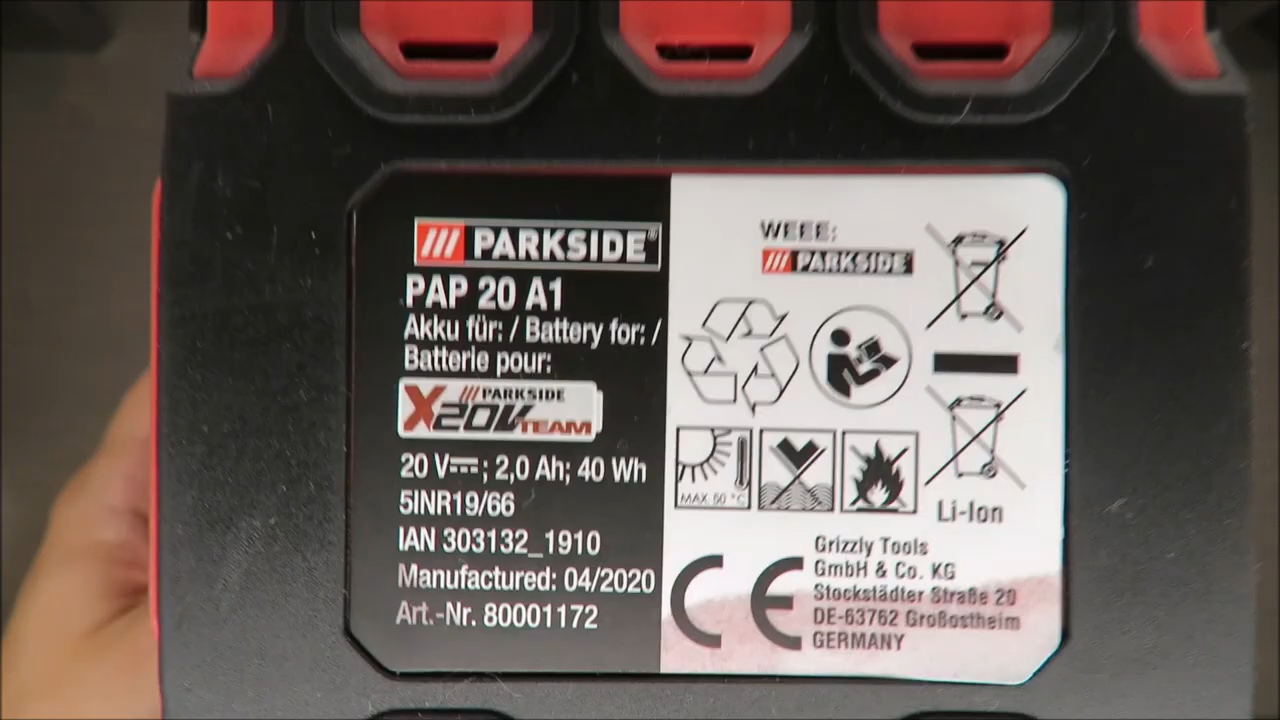 PARKSIDE®
PAP 20 A1
Akku für: / Battery for: /
Batterie pour:
PARKSIDE
X20VTEAM
20 V⎓; 2,0 Ah; 40 Wh
5INR19/66
IAN 303132_1910
Manufactured: 04/2020
Art.-Nr. 80001172
WEEE:
PARKSIDE
MAX. 50 °C
Li-Ion
CE
Grizzly Tools
GmbH & Co. KG
Stockstädter Straße 20
DE-63762 Großostheim
GERMANY